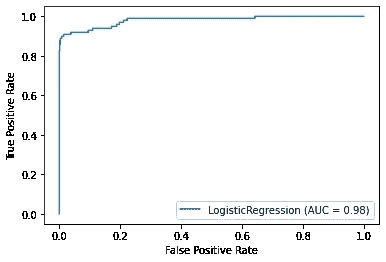 1.0
0.8
0.6
0.4
0.2
0.0
True Positive Rate
LogisticRegression (AUC = 0.98)
0.0 0.2 0.4 0.6 0.8 1.0
False Positive Rate